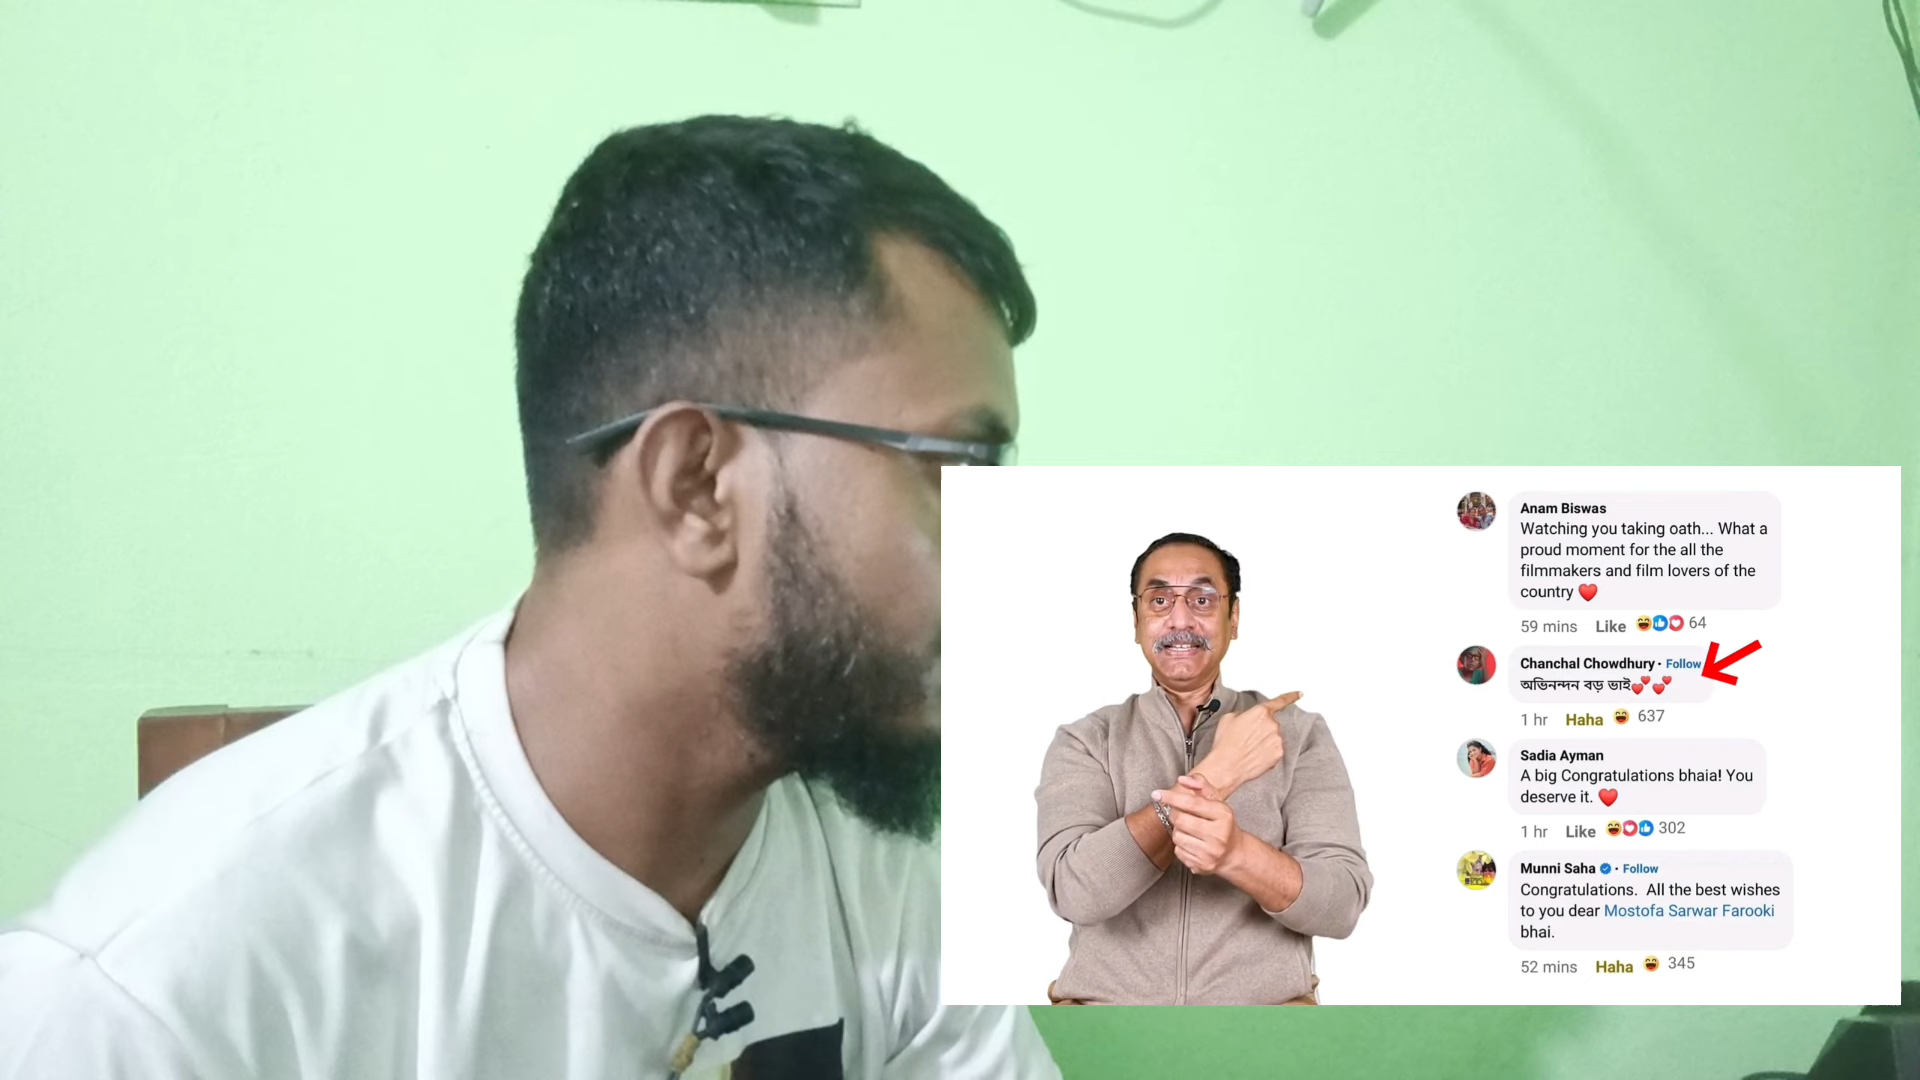 Anam Biswas
Watching you taking oath... What a
proud moment for the all the
filmmakers and film lovers of the
country ❤️
59 mins Like 64
Chanchal Chowdhury · Follow
অভিনন্দন বড় ভাই💕💕
1 hr Haha 637
Sadia Ayman
A big Congratulations bhaia! You
deserve it. ❤️
1 hr Like 302
Munni Saha · Follow
Congratulations. All the best wishes
to you dear Mostofa Sarwar Farooki
bhai.
52 mins Haha 345